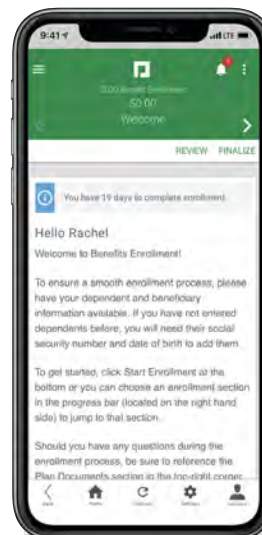 9:41
LTE
$0.00
Welcome
REVIEW FINALIZE
You have 19 days to complete enrollment
Hello Rachel
Welcome to Benefits Enrollment!
To ensure a smooth enrollment process, please
have your dependent and beneficiary
information available. If you have not entered
dependents before, you will need their social
security number and date of birth to add them
To get started, click Start Enrollment at the
bottom or you can choose an enrollment section
in the progress bar (located on the right hand
side) to jump to that section.
Should you have any questions during the
enrollment process, be sure to reference the
Plan Documents section in the top-right corner